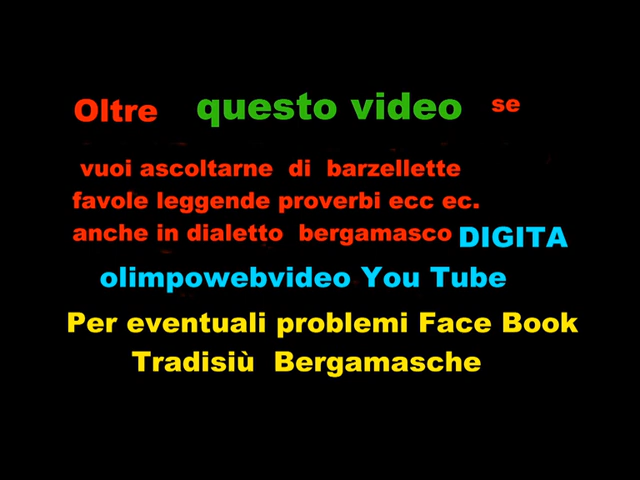 Oltre questo video se
vuoi ascoltarne di barzellette
favole leggende proverbi ecc ec.
anche in dialetto bergamasco DIGITA
olimpowebvideo You Tube
Per eventuali problemi Face Book
Tradisiù Bergamasche